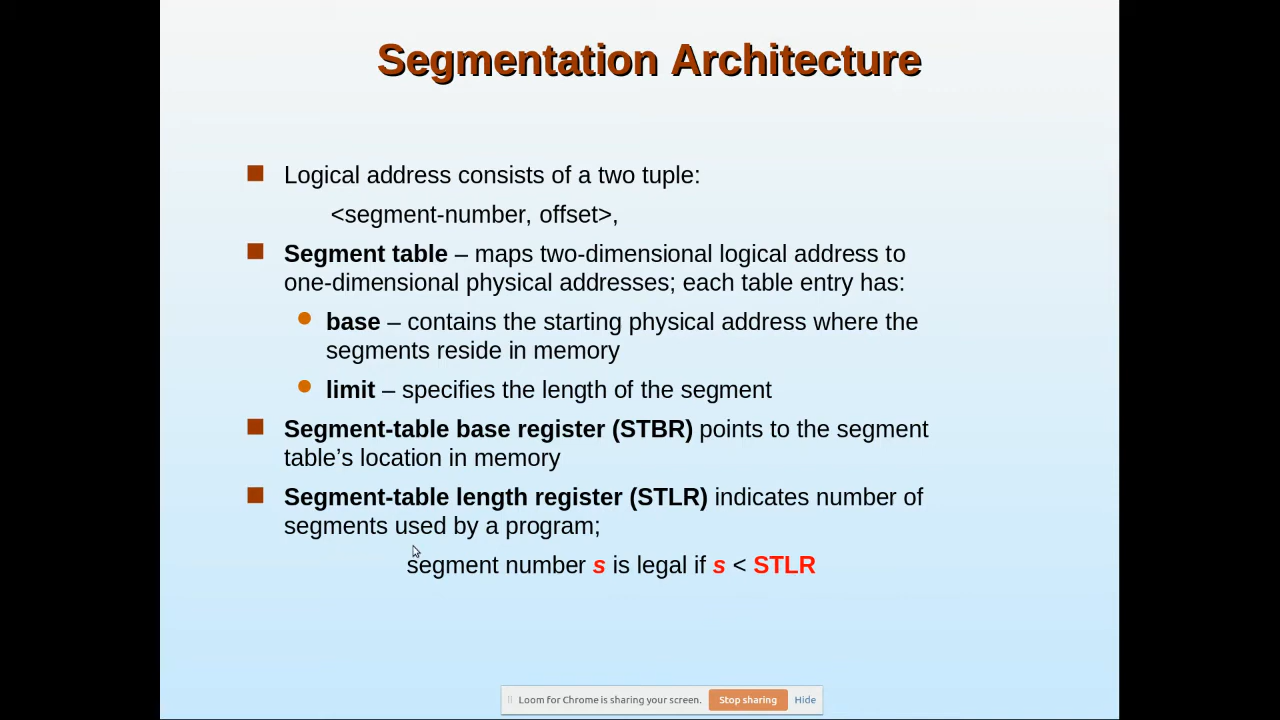 Segmentation Architecture
Logical address consists of a two tuple:
<segment-number, offset>,
Segment table – maps two-dimensional logical address to
one-dimensional physical addresses; each table entry has:
base – contains the starting physical address where the
segments reside in memory
limit – specifies the length of the segment
Segment-table base register (STBR) points to the segment
table’s location in memory
Segment-table length register (STLR) indicates number of
segments used by a program;
segment number s is legal if s < STLR
Loom for Chrome is sharing your screen. Stop sharing Hide